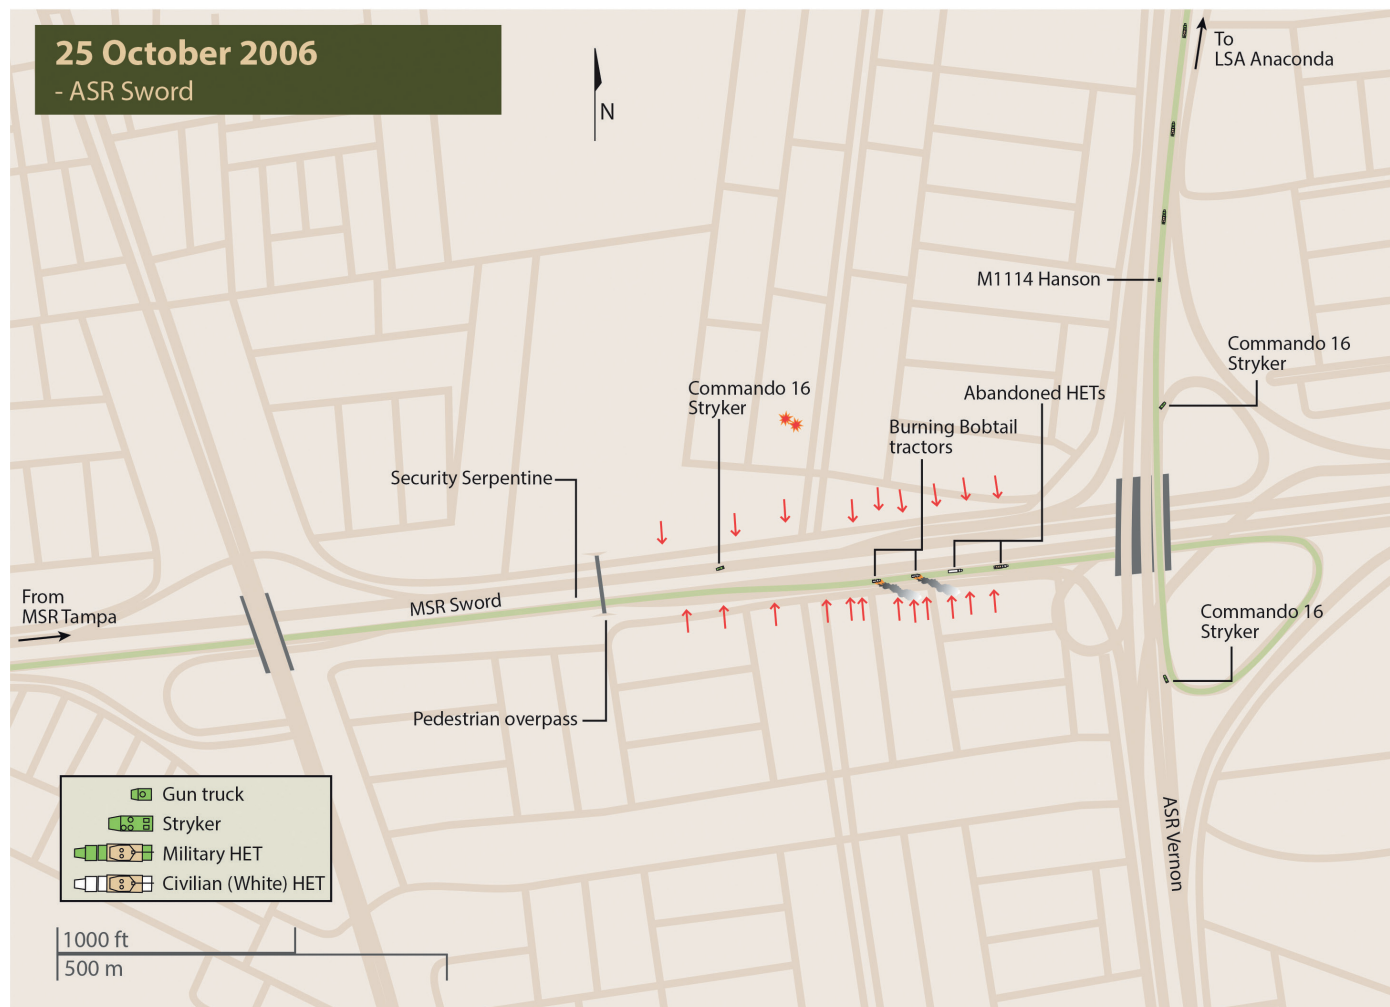 25 October 2006
- ASR Sword
N
To
LSA Anaconda
M1114 Hanson
Commando 16
Stryker
Commando 16
Stryker
Abandoned HETs
Burning Bobtail
tractors
Security Serpentine
From
MSR Tampa
MSR Sword
Commando 16
Stryker
Pedestrian overpass
ASR Vernon
Gun truck
Stryker
Military HET
Civilian (White) HET
1000 ft
500 m